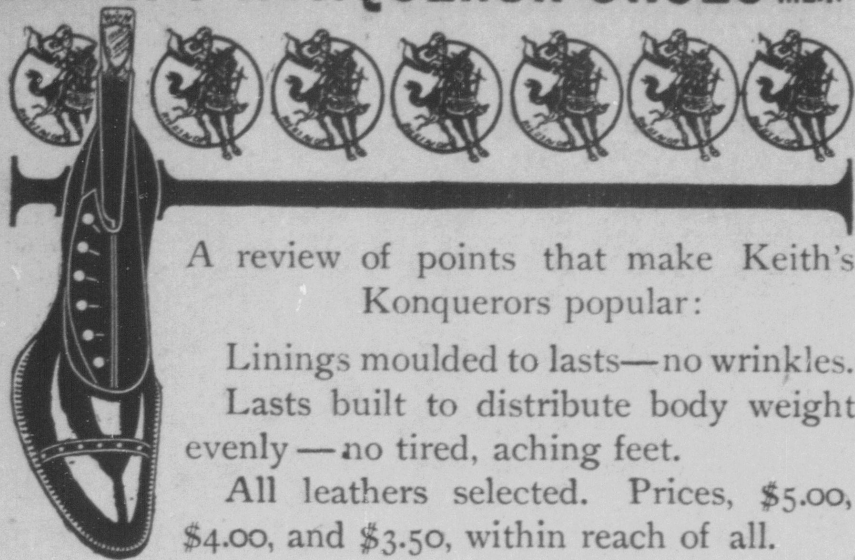 A review of points that make Keith's
Konquerors popular:
Linings moulded to lasts—no wrinkles.
Lasts built to distribute body weight
evenly—no tired, aching feet.
All leathers selected. Prices, $5.00,
$4.00, and $3.50, within reach of all.